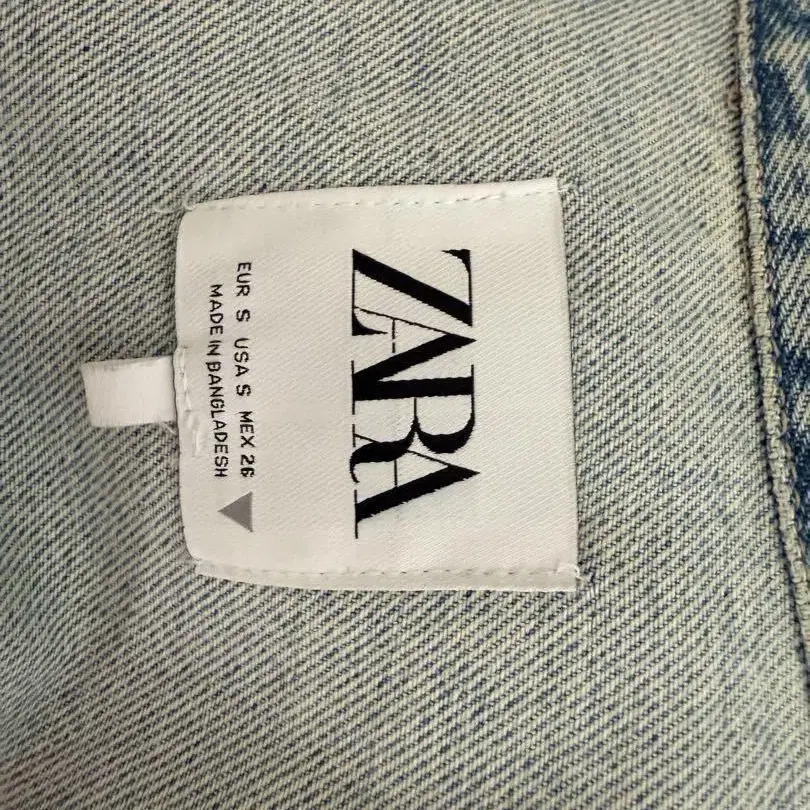 ZARA
EUR S USA S MEX 26
MADE IN BANGLADESH